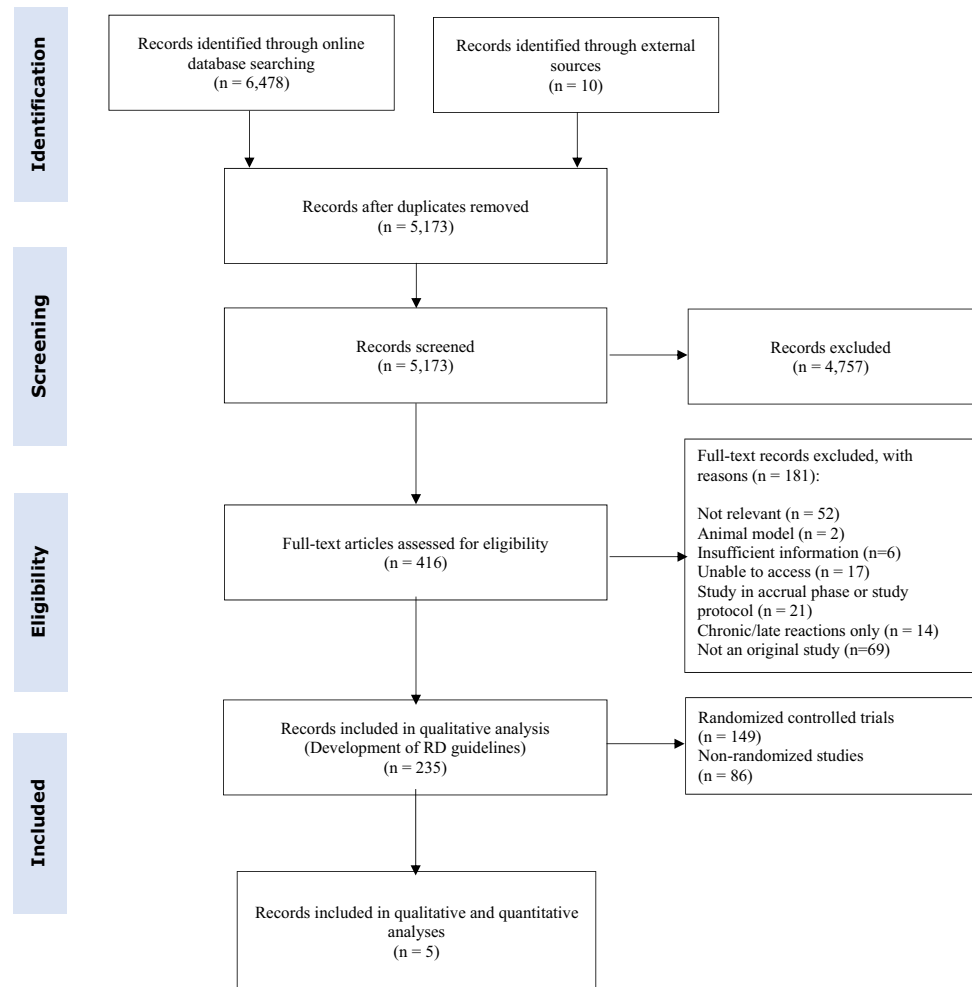 Identification
Records identified through online
database searching
(n = 6,478)
Records identified through external
sources
(n = 10)
Records after duplicates removed
(n = 5,173)
Screening
Records screened
(n = 5,173)
Records excluded
(n = 4,757)
Eligibility
Full-text articles assessed for eligibility
(n = 416)
Full-text records excluded, with
reasons (n = 181):
Not relevant (n = 52)
Animal model (n = 2)
Insufficient information (n=6)
Unable to access (n = 17)
Study in accrual phase or study
protocol (n = 21)
Chronic/late reactions only (n = 14)
Not an original study (n=69)
Included
Records included in qualitative analysis
(Development of RD guidelines)
(n = 235)
Randomized controlled trials
(n = 149)
Non-randomized studies
(n = 86)
Records included in qualitative and quantitative
analyses
(n = 5)